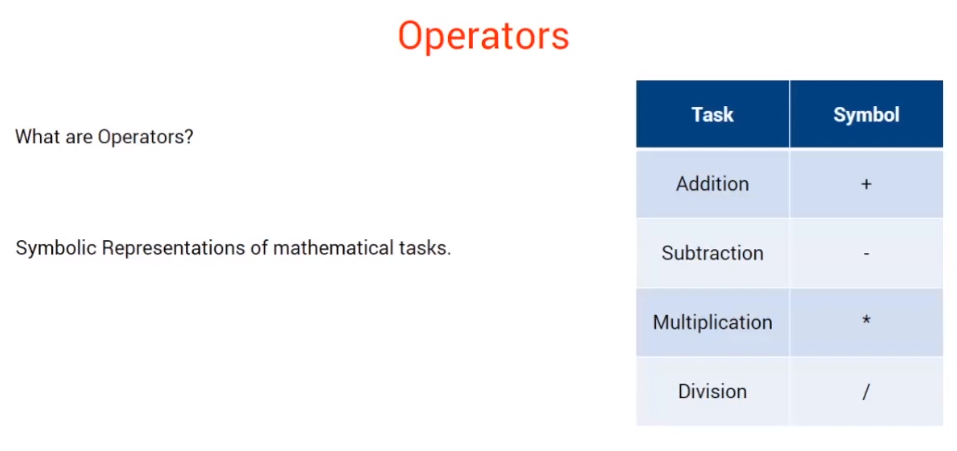 Operators
What are Operators?
Symbolic Representations of mathematical tasks.
Task Symbol
Addition +
Subtraction -
Multiplication *
Division /